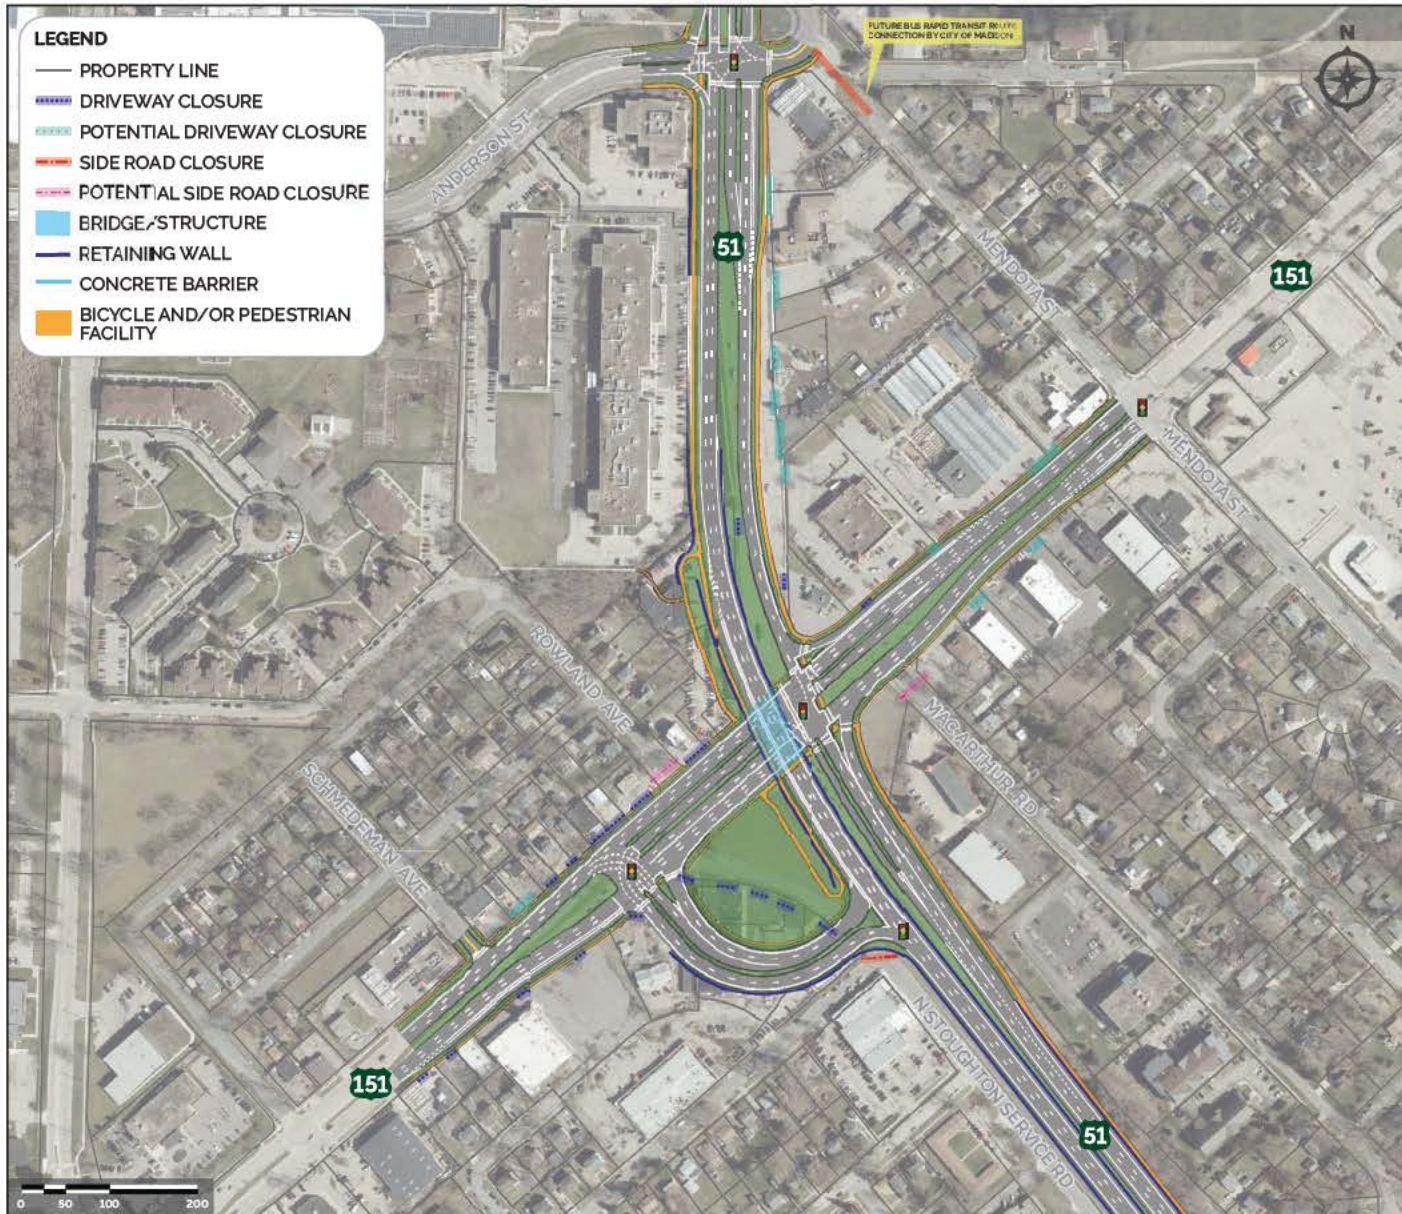 LEGEND
PROPERTY LINE
DRIVEWAY CLOSURE
POTENTIAL DRIVEWAY CLOSURE
SIDE ROAD CLOSURE
POTENTIAL SIDE ROAD CLOSURE
BRIDGE/STRUCTURE
RETAINING WALL
CONCRETE BARRIER
BICYCLE AND/OR PEDESTRIAN
FACILITY
FUTURE BUS RAPID TRANSIT ROUTE
CONNECTION BY CITY OF MADISON
N
ANDERSON ST
51
MENDOTA ST
151
MENDOTA ST
ROWLAND AVE
MAC ARTHUR RD
SCHMEDEMAN AVE
N STOUGHTON SERVICE RD
151
51
0 50 100 200